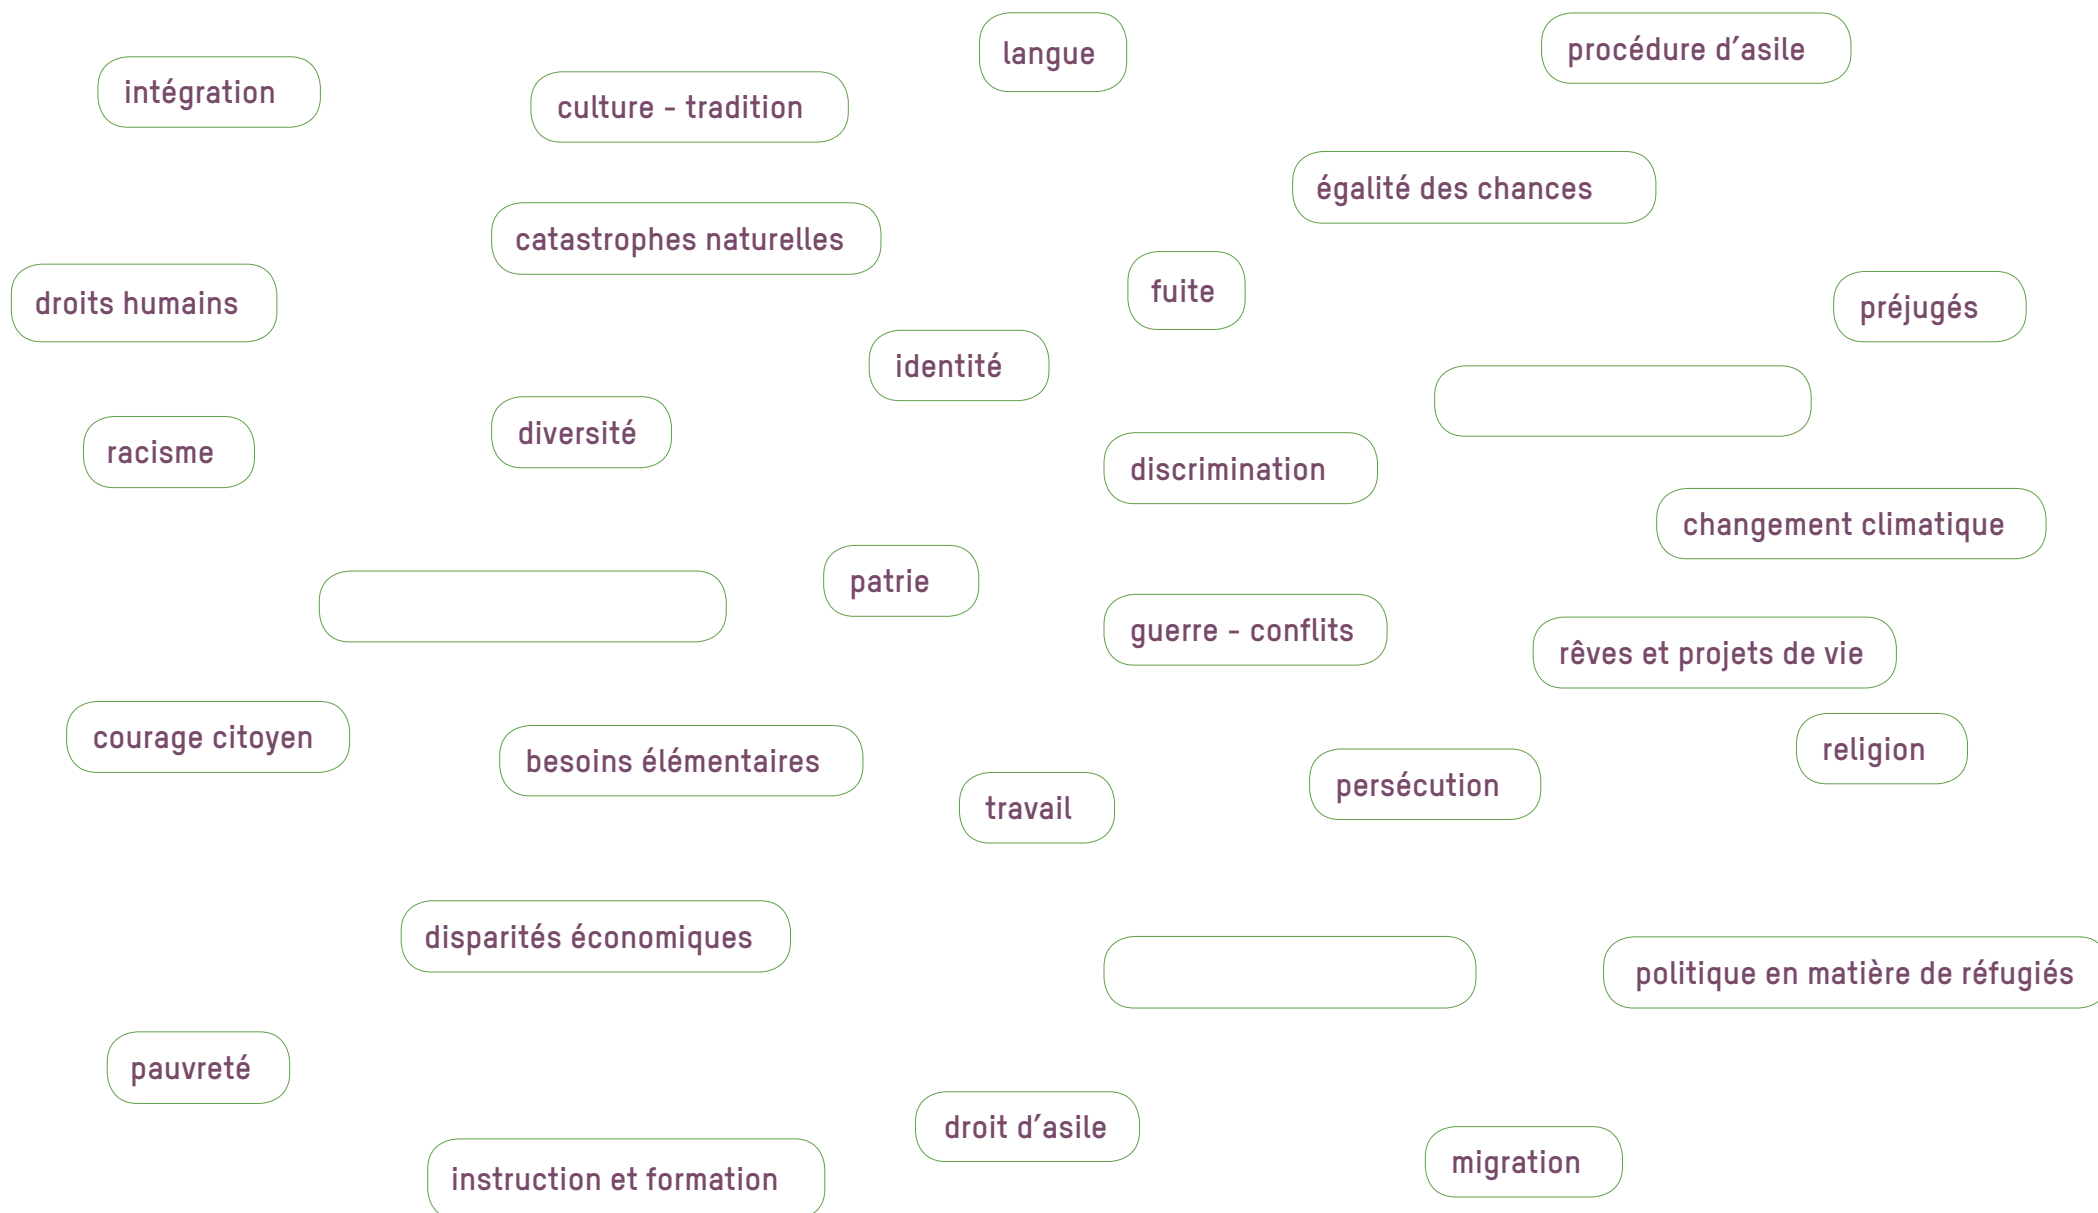 langue
procédure d’asile
intégration
culture - tradition
égalité des chances
catastrophes naturelles
fuite
droits humains
préjugés
identité
diversité
racisme
discrimination
changement climatique
patrie
guerre - conflits
rêves et projets de vie
courage citoyen
religion
besoins élémentaires
persécution
travail
disparités économiques
politique en matière de réfugiés
pauvreté
droit d’asile
migration
instruction et formation